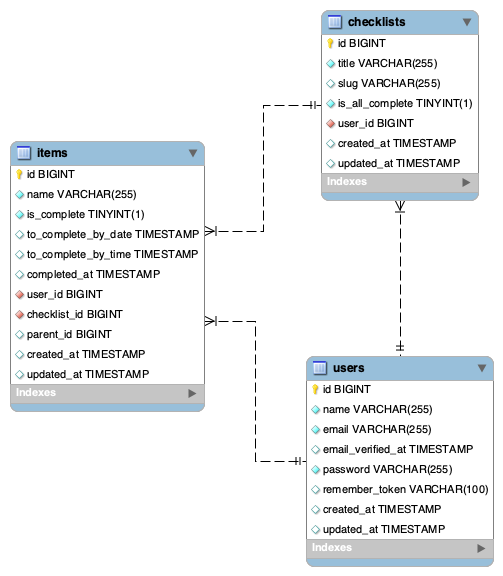 checklists
id BIGINT
title VARCHAR(255)
slug VARCHAR(255)
is_all_complete TINYINT(1)
user_id BIGINT
created_at TIMESTAMP
updated_at TIMESTAMP
Indexes
items
id BIGINT
name VARCHAR(255)
is_complete TINYINT(1)
to_complete_by_date TIMESTAMP
to_complete_by_time TIMESTAMP
completed_at TIMESTAMP
user_id BIGINT
checklist_id BIGINT
parent_id BIGINT
created_at TIMESTAMP
updated_at TIMESTAMP
Indexes
users
id BIGINT
name VARCHAR(255)
email VARCHAR(255)
email_verified_at TIMESTAMP
password VARCHAR(255)
remember_token VARCHAR(100)
created_at TIMESTAMP
updated_at TIMESTAMP
Indexes